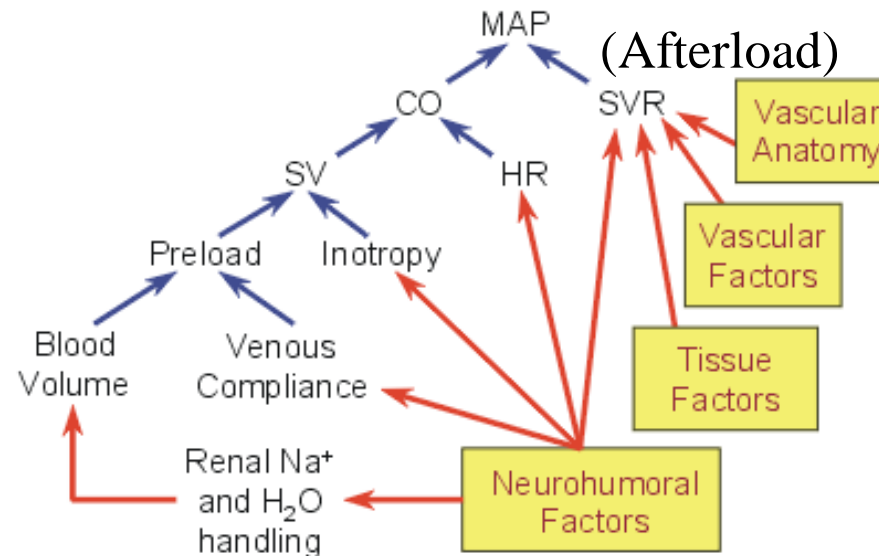 MAP
(Afterload)
CO
SVR
Vascular
Anatomy
SV
HR
Vascular
Factors
Preload
Inotropy
Blood
Volume
Venous
Compliance
Tissue
Factors
Renal Na⁺
and H₂O
handling
Neurohumoral
Factors